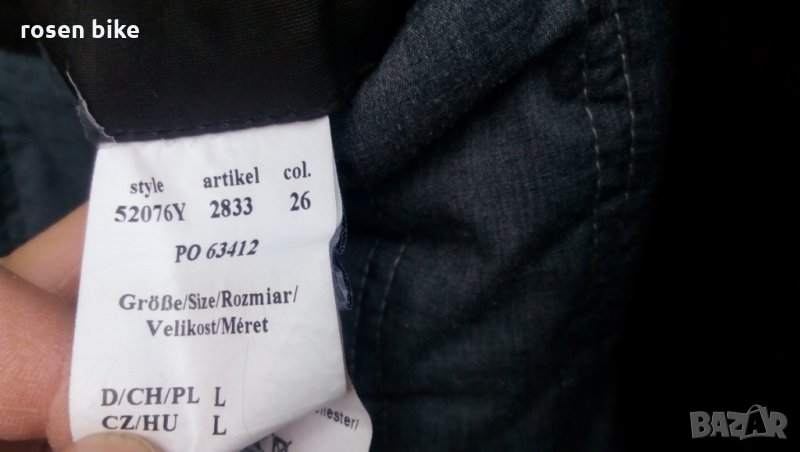 rosen bike
style artikel col.
52076Y 2833 26
PO 63412
Größe/Size/Rozmiar/
Velikost/Méret
D/CH/PL L
CZ/HU L
BAZAR